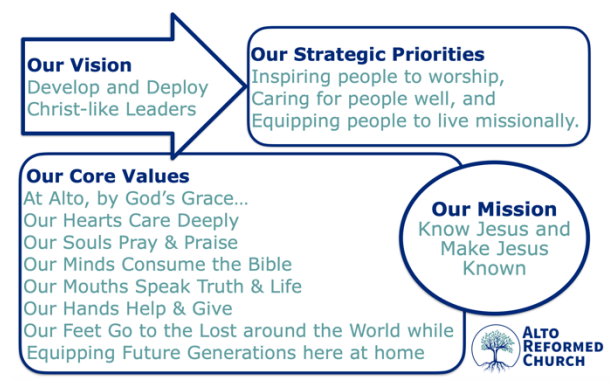 Our Vision
Develop and Deploy
Christ-like Leaders
Our Strategic Priorities
Inspiring people to worship,
Caring for people well, and
Equipping people to live missionally.
Our Core Values
At Alto, by God's Grace...
Our Hearts Care Deeply
Our Souls Pray & Praise
Our Minds Consume the Bible
Our Mouths Speak Truth & Life
Our Hands Help & Give
Our Feet Go to the Lost around the World while
Equipping Future Generations here at home
Our Mission
Know Jesus and
Make Jesus
Known
ALTO
REFORMED
CHURCH